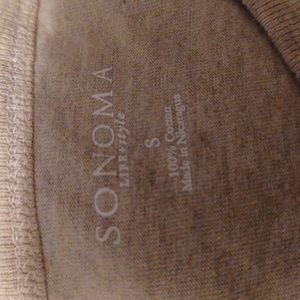 SONOMA
LIFE+style
S
100% Cotton
Made in Nicaragua